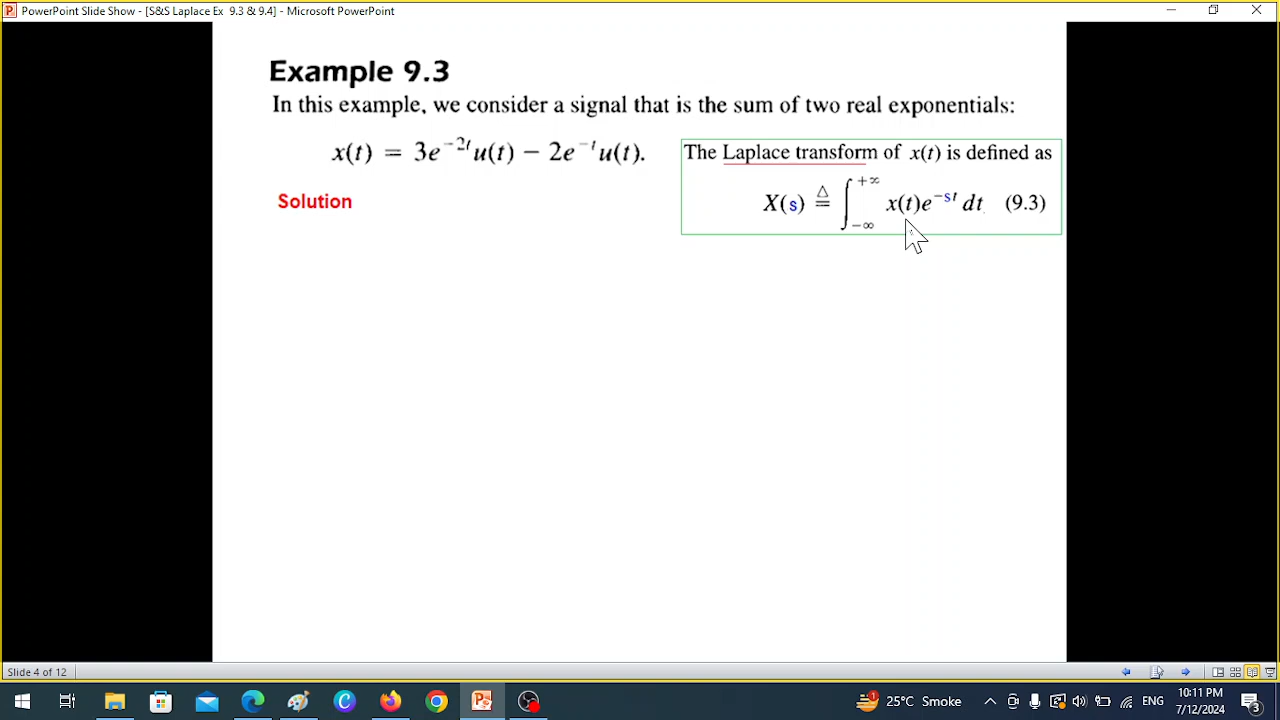 PowerPoint Slide Show - [S&S Laplace Ex 9.3 & 9.4] - Microsoft PowerPoint
Example 9.3
In this example, we consider a signal that is the sum of two real exponentials:
x(t) = 3e^{-2t}u(t) − 2e^{-t}u(t).
The Laplace transform of x(t) is defined as
X(s) ≜ ∫_{-∞}^{+∞} x(t)e^{-st} dt (9.3)
Solution
Slide 4 of 12
25°C Smoke
ENG
10:11 PM
7/12/2024
1
3